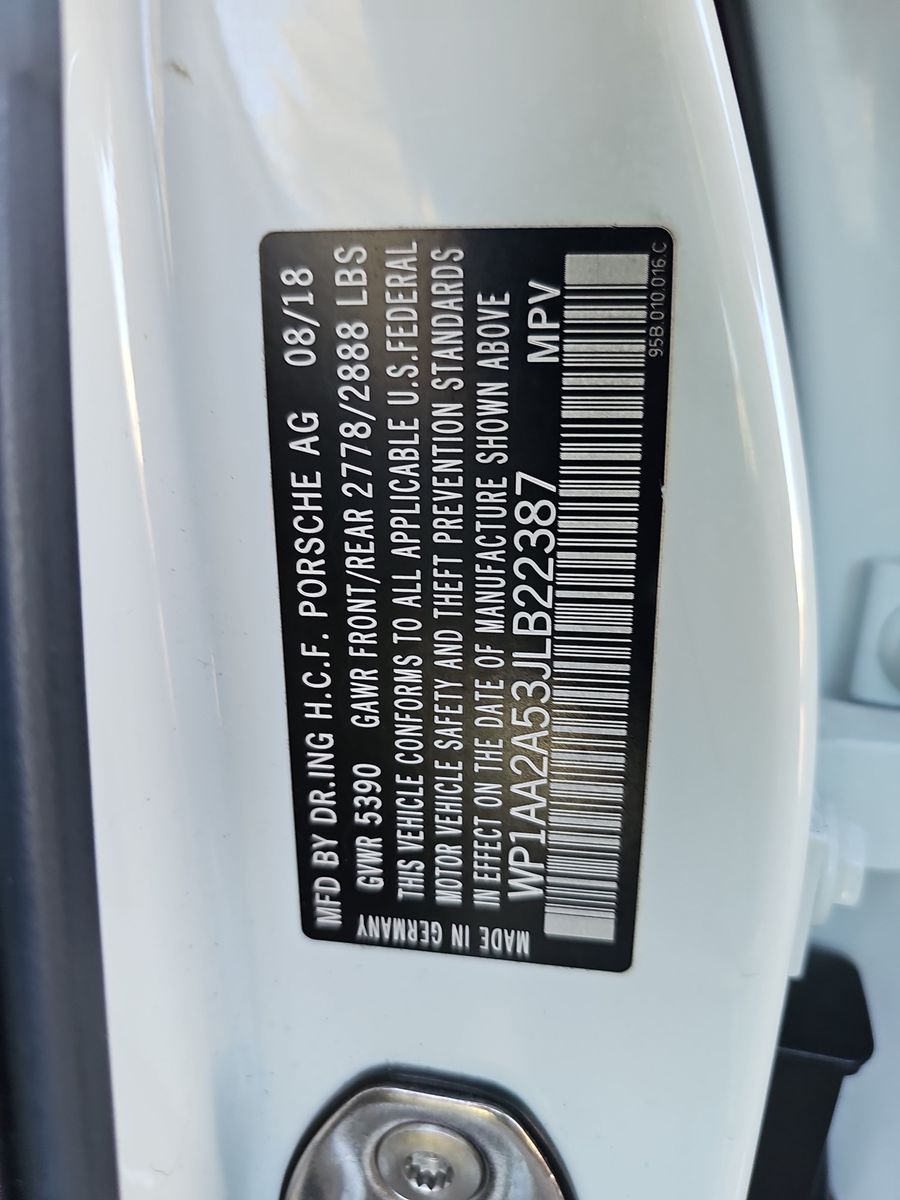 MFD BY DR.ING H.C.F. PORSCHE AG 08/18
GVWR 5390 GAWR FRONT/REAR 2778/2888 LBS
THIS VEHICLE CONFORMS TO ALL APPLICABLE U.S.FEDERAL
MOTOR VEHICLE SAFETY AND THEFT PREVENTION STANDARDS
IN EFFECT ON THE DATE OF MANUFACTURE SHOWN ABOVE
WP1AA2A53JLB22387 MPV
MADE IN GERMANY
95B.010.016.C